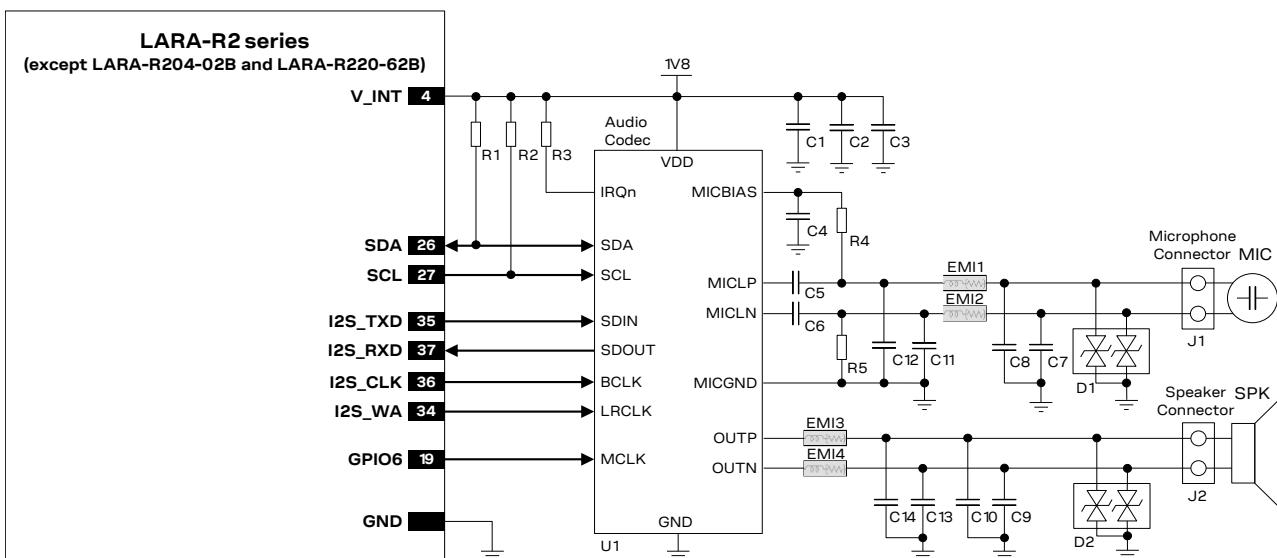 LARA-R2 series
(except LARA-R204-02B and LARA-R220-62B)
1V8
V_INT 4
Audio
Codec
R1
R2
R3
C1
C2
C3
VDD
IRQn
MICBIAS
C4
R4
SDA 26
SDA
SCL 27
SCL
Microphone
Connector
MIC
MICLP
C5
EMI1
MICLN
C6
EMI2
J1
I2S_TXD 35
SDIN
I2S_RXD 37
SDOUT
R5
C12
C11
C8
C7
D1
I2S_CLK 36
BCLK
MICGND
I2S_WA 34
LRCLK
Speaker
Connector
SPK
OUTP
EMI3
GPIO6 19
MCLK
OUTN
EMI4
J2
C14
C13
C10
C9
D2
GND
GND
U1